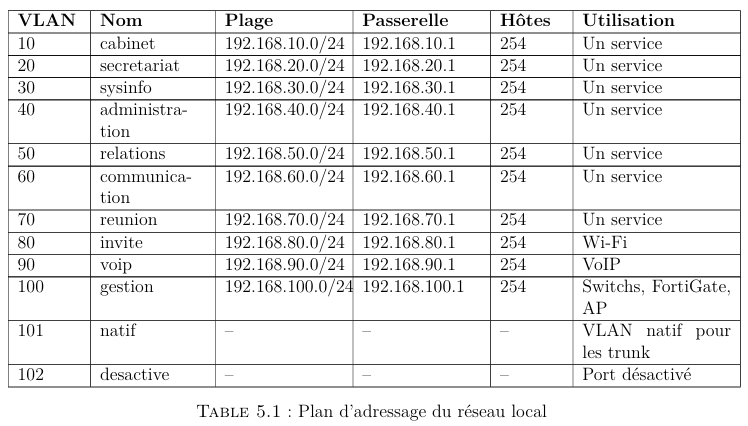 VLAN Nom Plage Passerelle Hôtes Utilisation
10 cabinet 192.168.10.0/24 192.168.10.1 254 Un service
20 secretariat 192.168.20.0/24 192.168.20.1 254 Un service
30 sysinfo 192.168.30.0/24 192.168.30.1 254 Un service
40 administra- 192.168.40.0/24 192.168.40.1 254 Un service
tion
50 relations 192.168.50.0/24 192.168.50.1 254 Un service
60 communica- 192.168.60.0/24 192.168.60.1 254 Un service
tion
70 reunion 192.168.70.0/24 192.168.70.1 254 Un service
80 invite 192.168.80.0/24 192.168.80.1 254 Wi-Fi
90 voip 192.168.90.0/24 192.168.90.1 254 VoIP
100 gestion 192.168.100.0/24 192.168.100.1 254 Switchs, FortiGate,
AP
101 natif – – – VLAN natif pour
les trunk
102 desactive – – – Port désactivé
TABLE 5.1 : Plan d'adressage du réseau local